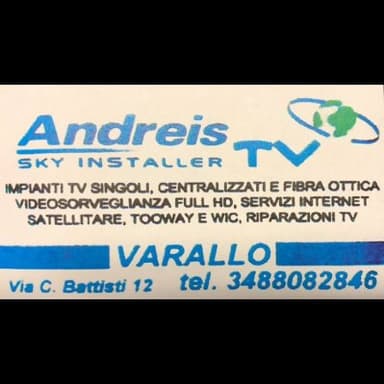 Andreis TV
SKY INSTALLER
IMPIANTI TV SINGOLI, CENTRALIZZATI E FIBRA OTTICA
VIDEOSORVEGLIANZA FULL HD, SERVIZI INTERNET
SATELLITARE, TOOWAY E WIC, RIPARAZIONI TV
VARALLO
Via C. Battisti 12 tel. 3488082846